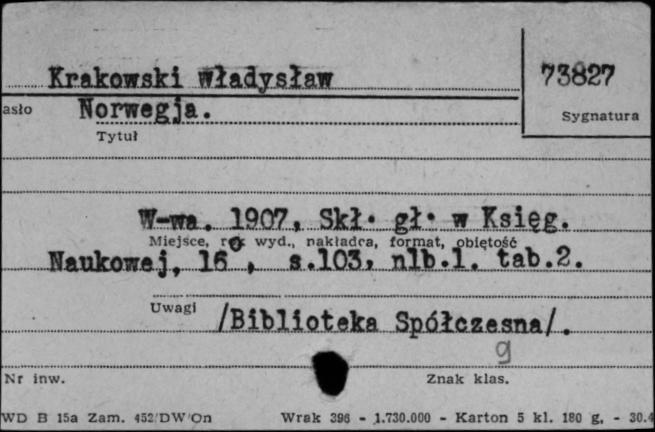 Krakowski Władysław
73827
asło Norwegja.
Sygnatura
Tytuł
W-wa. 1907, Skł. gł. w Księg.
Miejsce, rok wyd., nakładca, format, objętość
Naukowej, 16°, s.103, nlb.1. tab.2.
Uwagi
/Biblioteka Spółczesna/.
g
Nr inw.
Znak klas.
WD B 15a Zam. 452/DW/On Wrak 396 - 1.730.000 - Karton 5 kl. 180 g. - 30.4